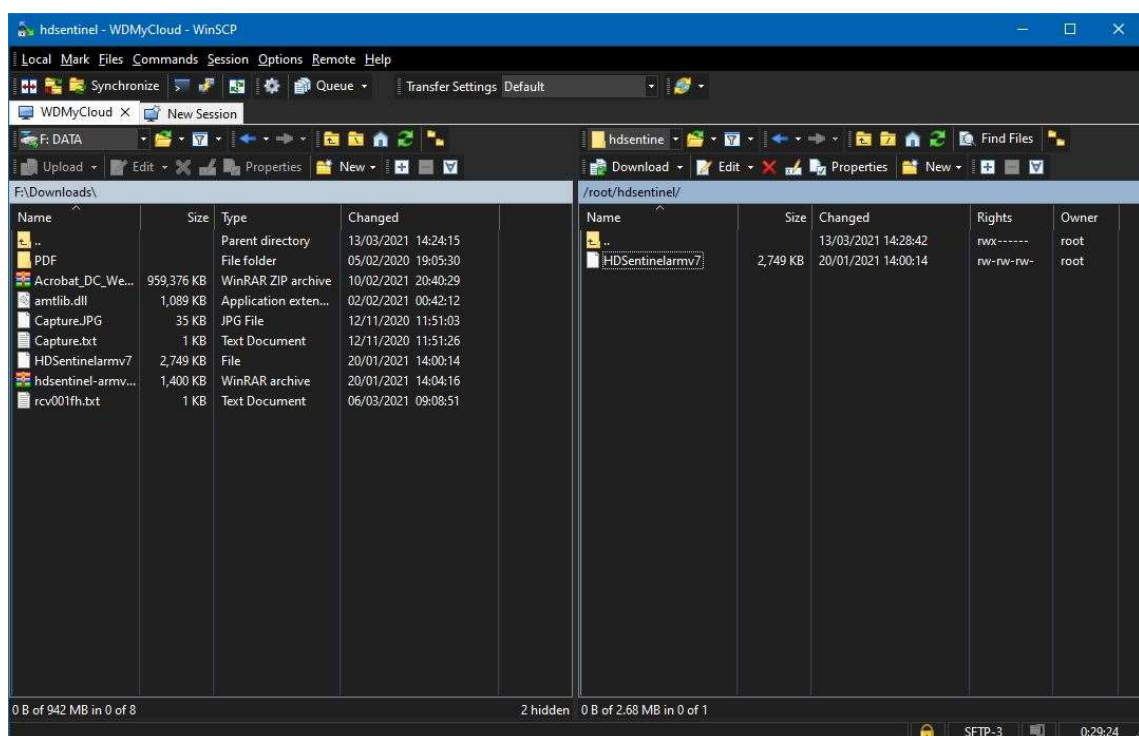 hdsentinel - WDMyCloud - WinSCP
Local Mark Files Commands Session Options Remote Help
Synchronize Queue Transfer Settings Default
WDMyCloud X New Session
F: DATA hdsentine Find Files
Upload Edit Properties New Download Edit Properties New
F:\Downloads\ /root/hdsentinel/
Name Size Type Changed Name Size Changed Rights Owner
.. Parent directory 13/03/2021 14:24:15 .. 13/03/2021 14:28:42 rwx------ root
PDF File folder 05/02/2020 19:05:30 HDSentinelarmv7 2,749 KB 20/01/2021 14:00:14 rw-rw-rw- root
Acrobat_DC_We... 959,376 KB WinRAR ZIP archive 10/02/2021 20:40:29
amtlib.dll 1,089 KB Application exten... 02/02/2021 00:42:12
Capture.JPG 35 KB JPG File 12/11/2020 11:51:03
Capture.txt 1 KB Text Document 12/11/2020 11:51:26
HDSentinelarmv7 2,749 KB File 20/01/2021 14:00:14
hdsentinel-armv... 1,400 KB WinRAR archive 20/01/2021 14:04:16
rcv001fh.txt 1 KB Text Document 06/03/2021 09:08:51
0 B of 942 MB in 0 of 8 2 hidden 0 B of 2.68 MB in 0 of 1
SFTP-3 0:29:24